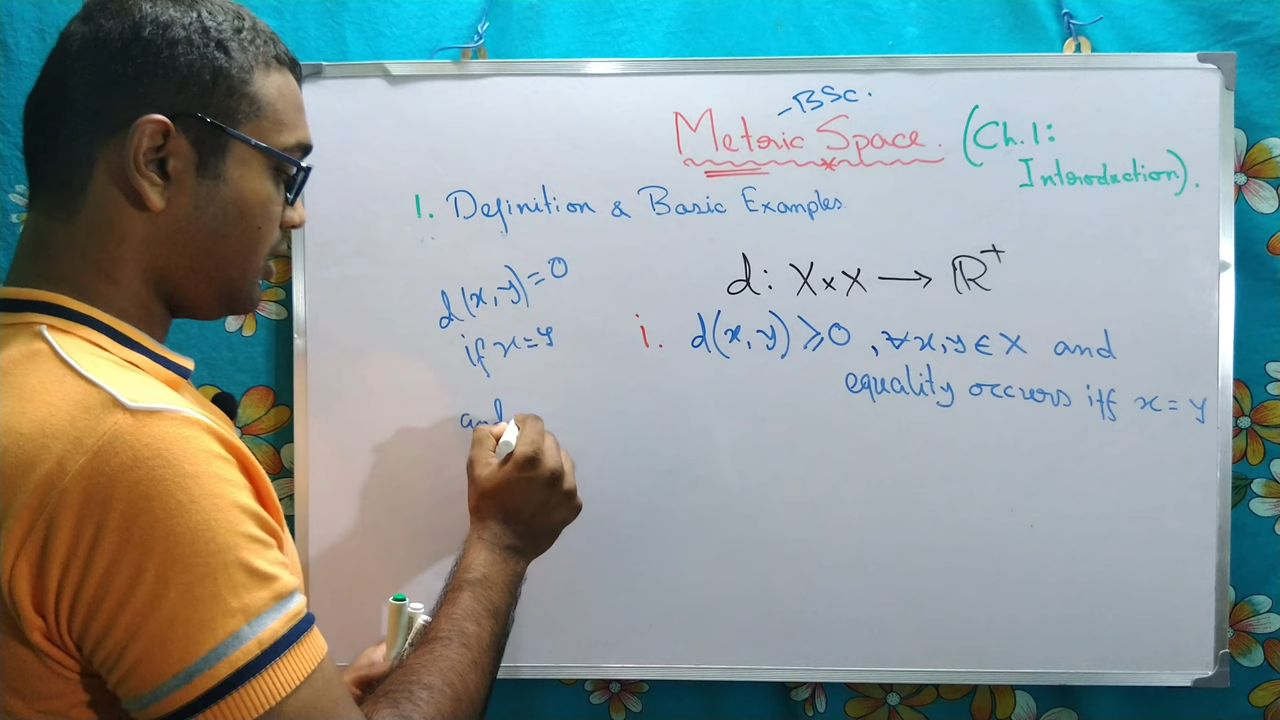 -BSc.
Metric Space. (Ch.1:
Introduction).
1. Definition & Basic Examples.
d: X×X → ℝ⁺
i. d(x,y) ⩾ 0, ∀x,y ∈ X and
equality occurs iff x = y
d(x,y) = 0
if x = y
and